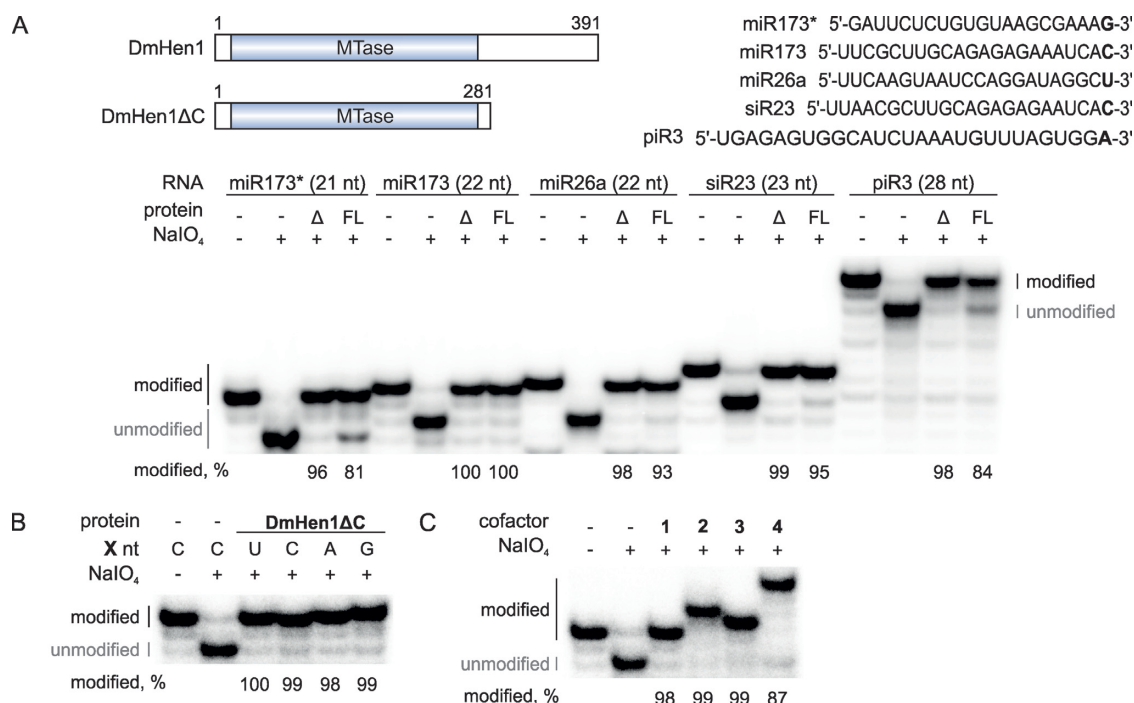 A
1 391
DmHen1 MTase
1 281
DmHen1ΔC MTase
miR173* 5'-GAUUCUCUGUGUAAGCGAAAG-3'
miR173 5'-UUCGCUUGCAGAGAGAAAUCAC-3'
miR26a 5'-UUCAAGUAAUCCAGGAUAGGCU-3'
siR23 5'-UUAACGCUUGCAGAGAGAAUCAC-3'
piR3 5'-UGAGAGUGGCAUCUAAAUGUUUAGUGGA-3'
RNA miR173* (21 nt) miR173 (22 nt) miR26a (22 nt) siR23 (23 nt) piR3 (28 nt)
protein - - Δ FL - - Δ FL - - Δ FL - - Δ FL - - Δ FL
NaIO₄ - + + + - + + + - + + + - + + + - + + +
modified
unmodified
modified
unmodified
modified, % 96 81 100 100 98 93 99 95 98 84
B
protein - - DmHen1ΔC
X nt C C U C A G
NaIO₄ - + + + + +
modified
unmodified
modified, % 100 99 98 99
C
cofactor - - 1 2 3 4
NaIO₄ - + + + + +
modified
unmodified
modified, % 98 99 99 87